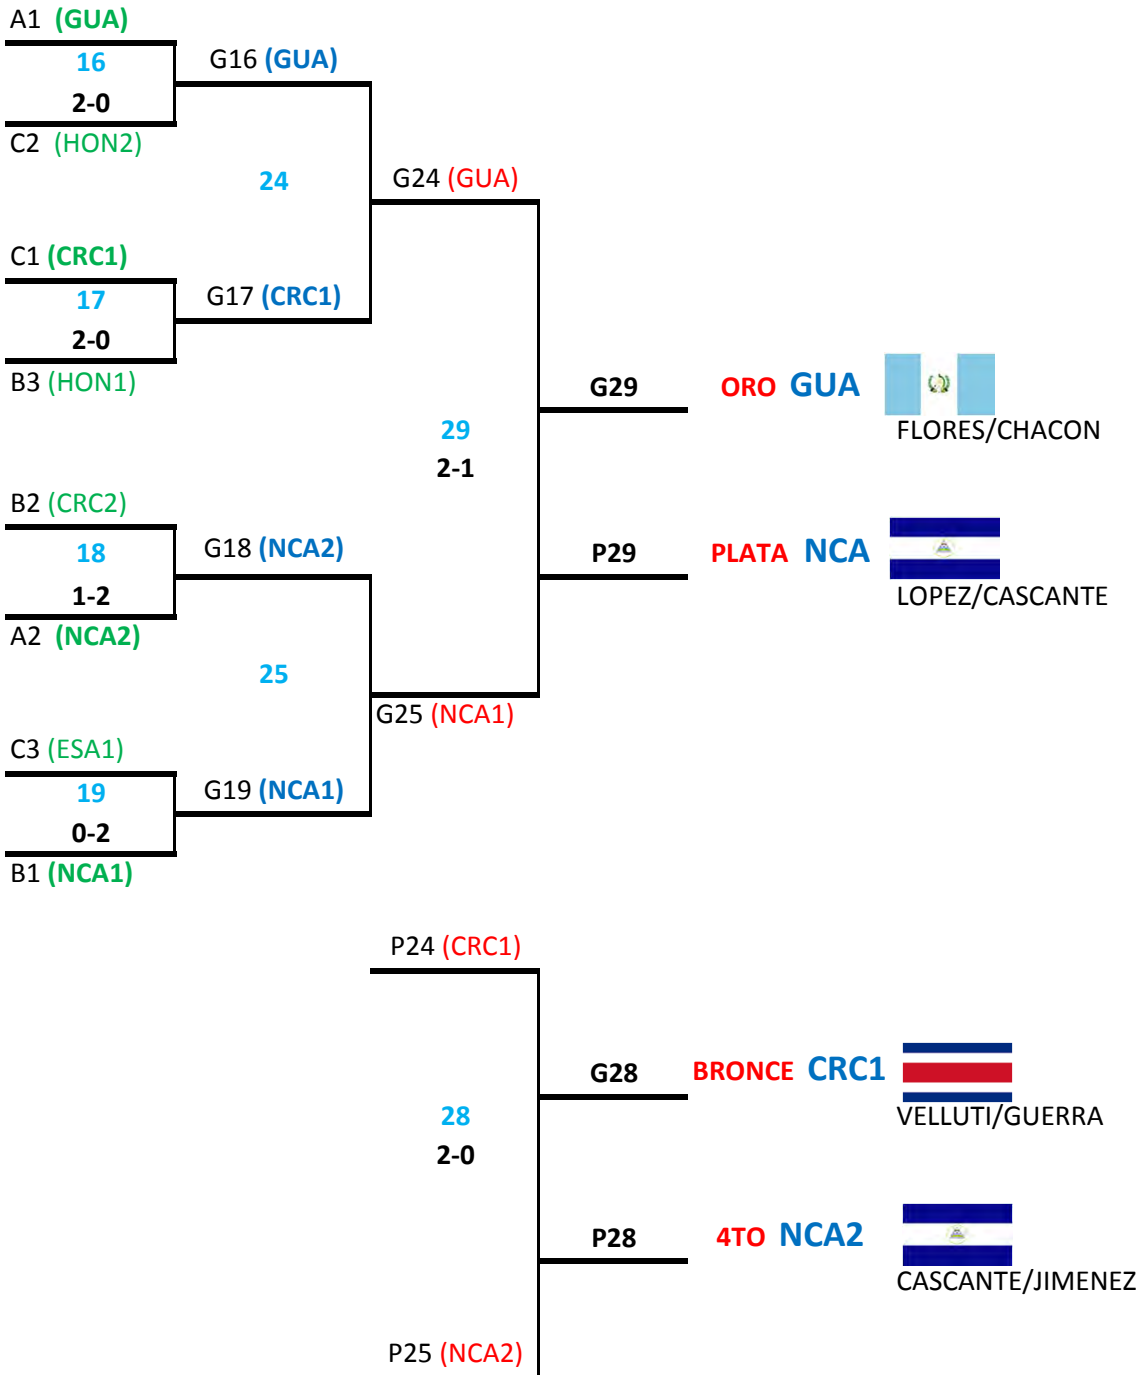 A1 (GUA)
16
2-0
C2 (HON2)
G16 (GUA)
24
G24 (GUA)
C1 (CRC1)
17
2-0
B3 (HON1)
G17 (CRC1)
29
2-1
G29
ORO GUA
FLORES/CHACON
B2 (CRC2)
18
1-2
A2 (NCA2)
G18 (NCA2)
P29
PLATA NCA
LOPEZ/CASCANTE
25
G25 (NCA1)
C3 (ESA1)
19
0-2
B1 (NCA1)
G19 (NCA1)
P24 (CRC1)
28
2-0
G28
BRONCE CRC1
VELLUTI/GUERRA
P28
4TO NCA2
CASCANTE/JIMENEZ
P25 (NCA2)